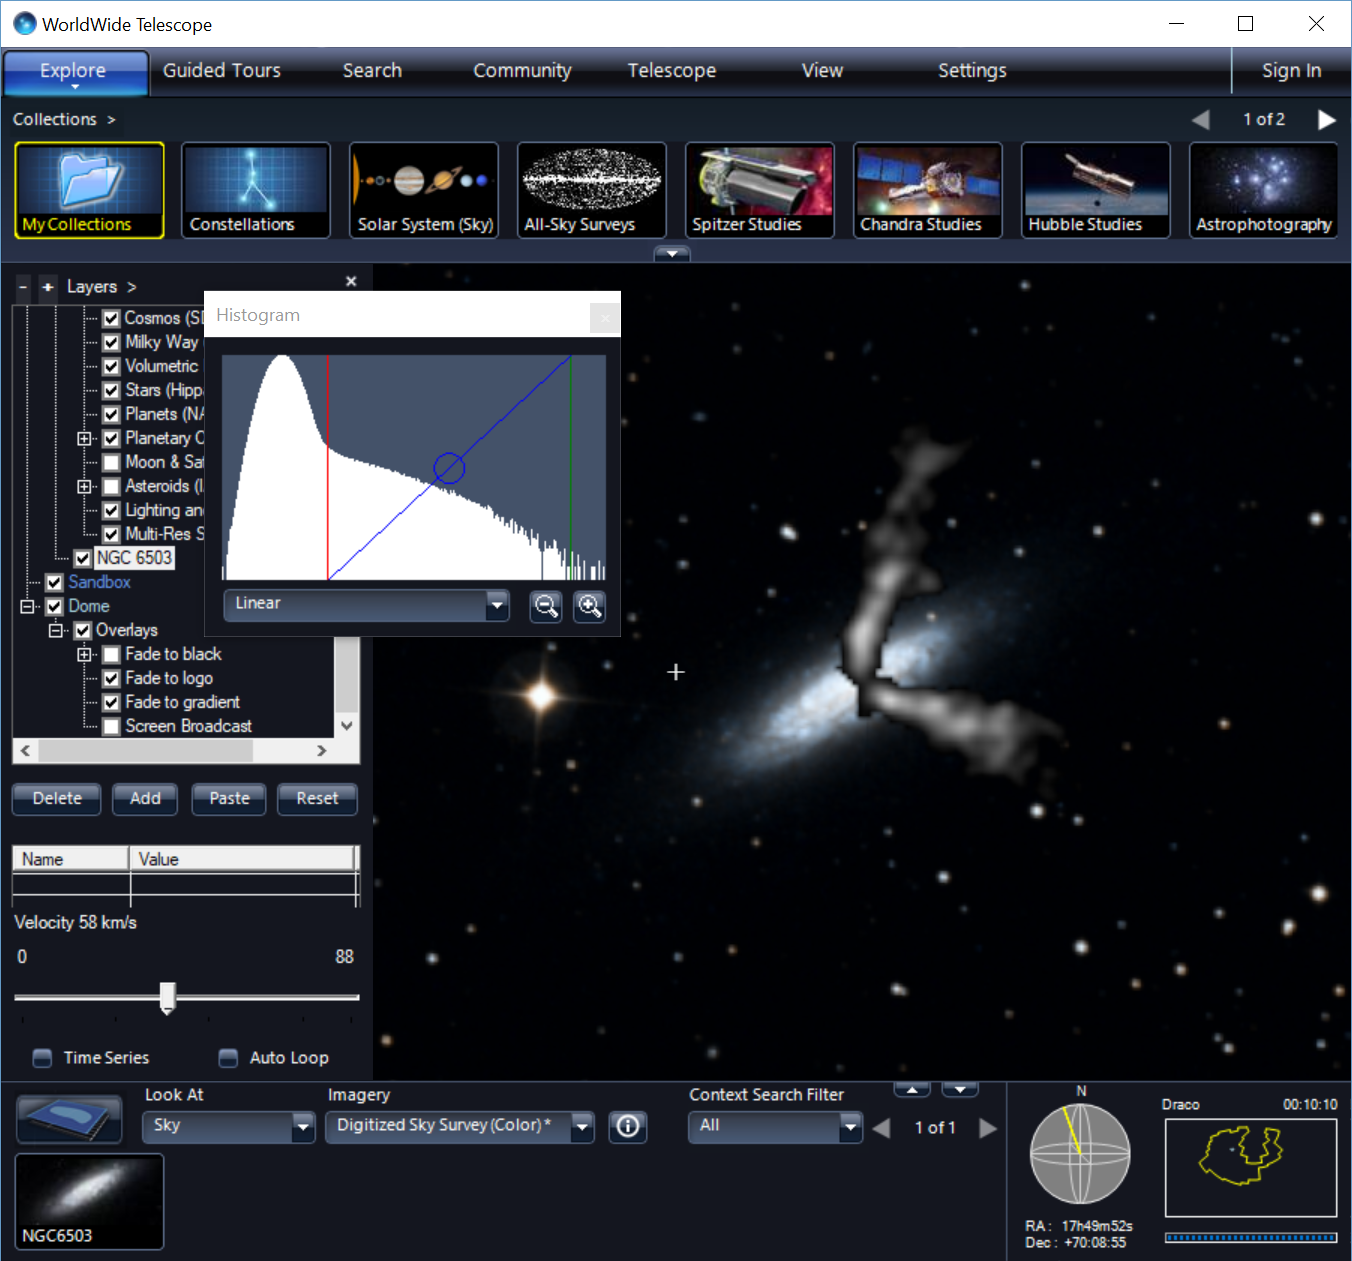 WorldWide Telescope
Explore
Guided Tours
Search
Community
Telescope
View
Settings
Sign In
Collections >
1 of 2
My Collections
Constellations
Solar System (Sky)
All-Sky Surveys
Spitzer Studies
Chandra Studies
Hubble Studies
Astrophotography
Layers >
Histogram
Cosmos (S
Milky Way
Volumetric
Stars (Hipp
Planets (NA
Planetary C
Moon & Sat
Asteroids (I
Lighting an
Multi-Res S
NGC 6503
Linear
Sandbox
Dome
Overlays
Fade to black
Fade to logo
Fade to gradient
Screen Broadcast
Delete
Add
Paste
Reset
Name
Value
Velocity 58 km/s
0
88
Time Series
Auto Loop
Look At
Sky
Imagery
Digitized Sky Survey (Color) *
Context Search Filter
All
1 of 1
NGC6503
N
RA : 17h49m52s
Dec : +70:08:55
Draco
00:10:10